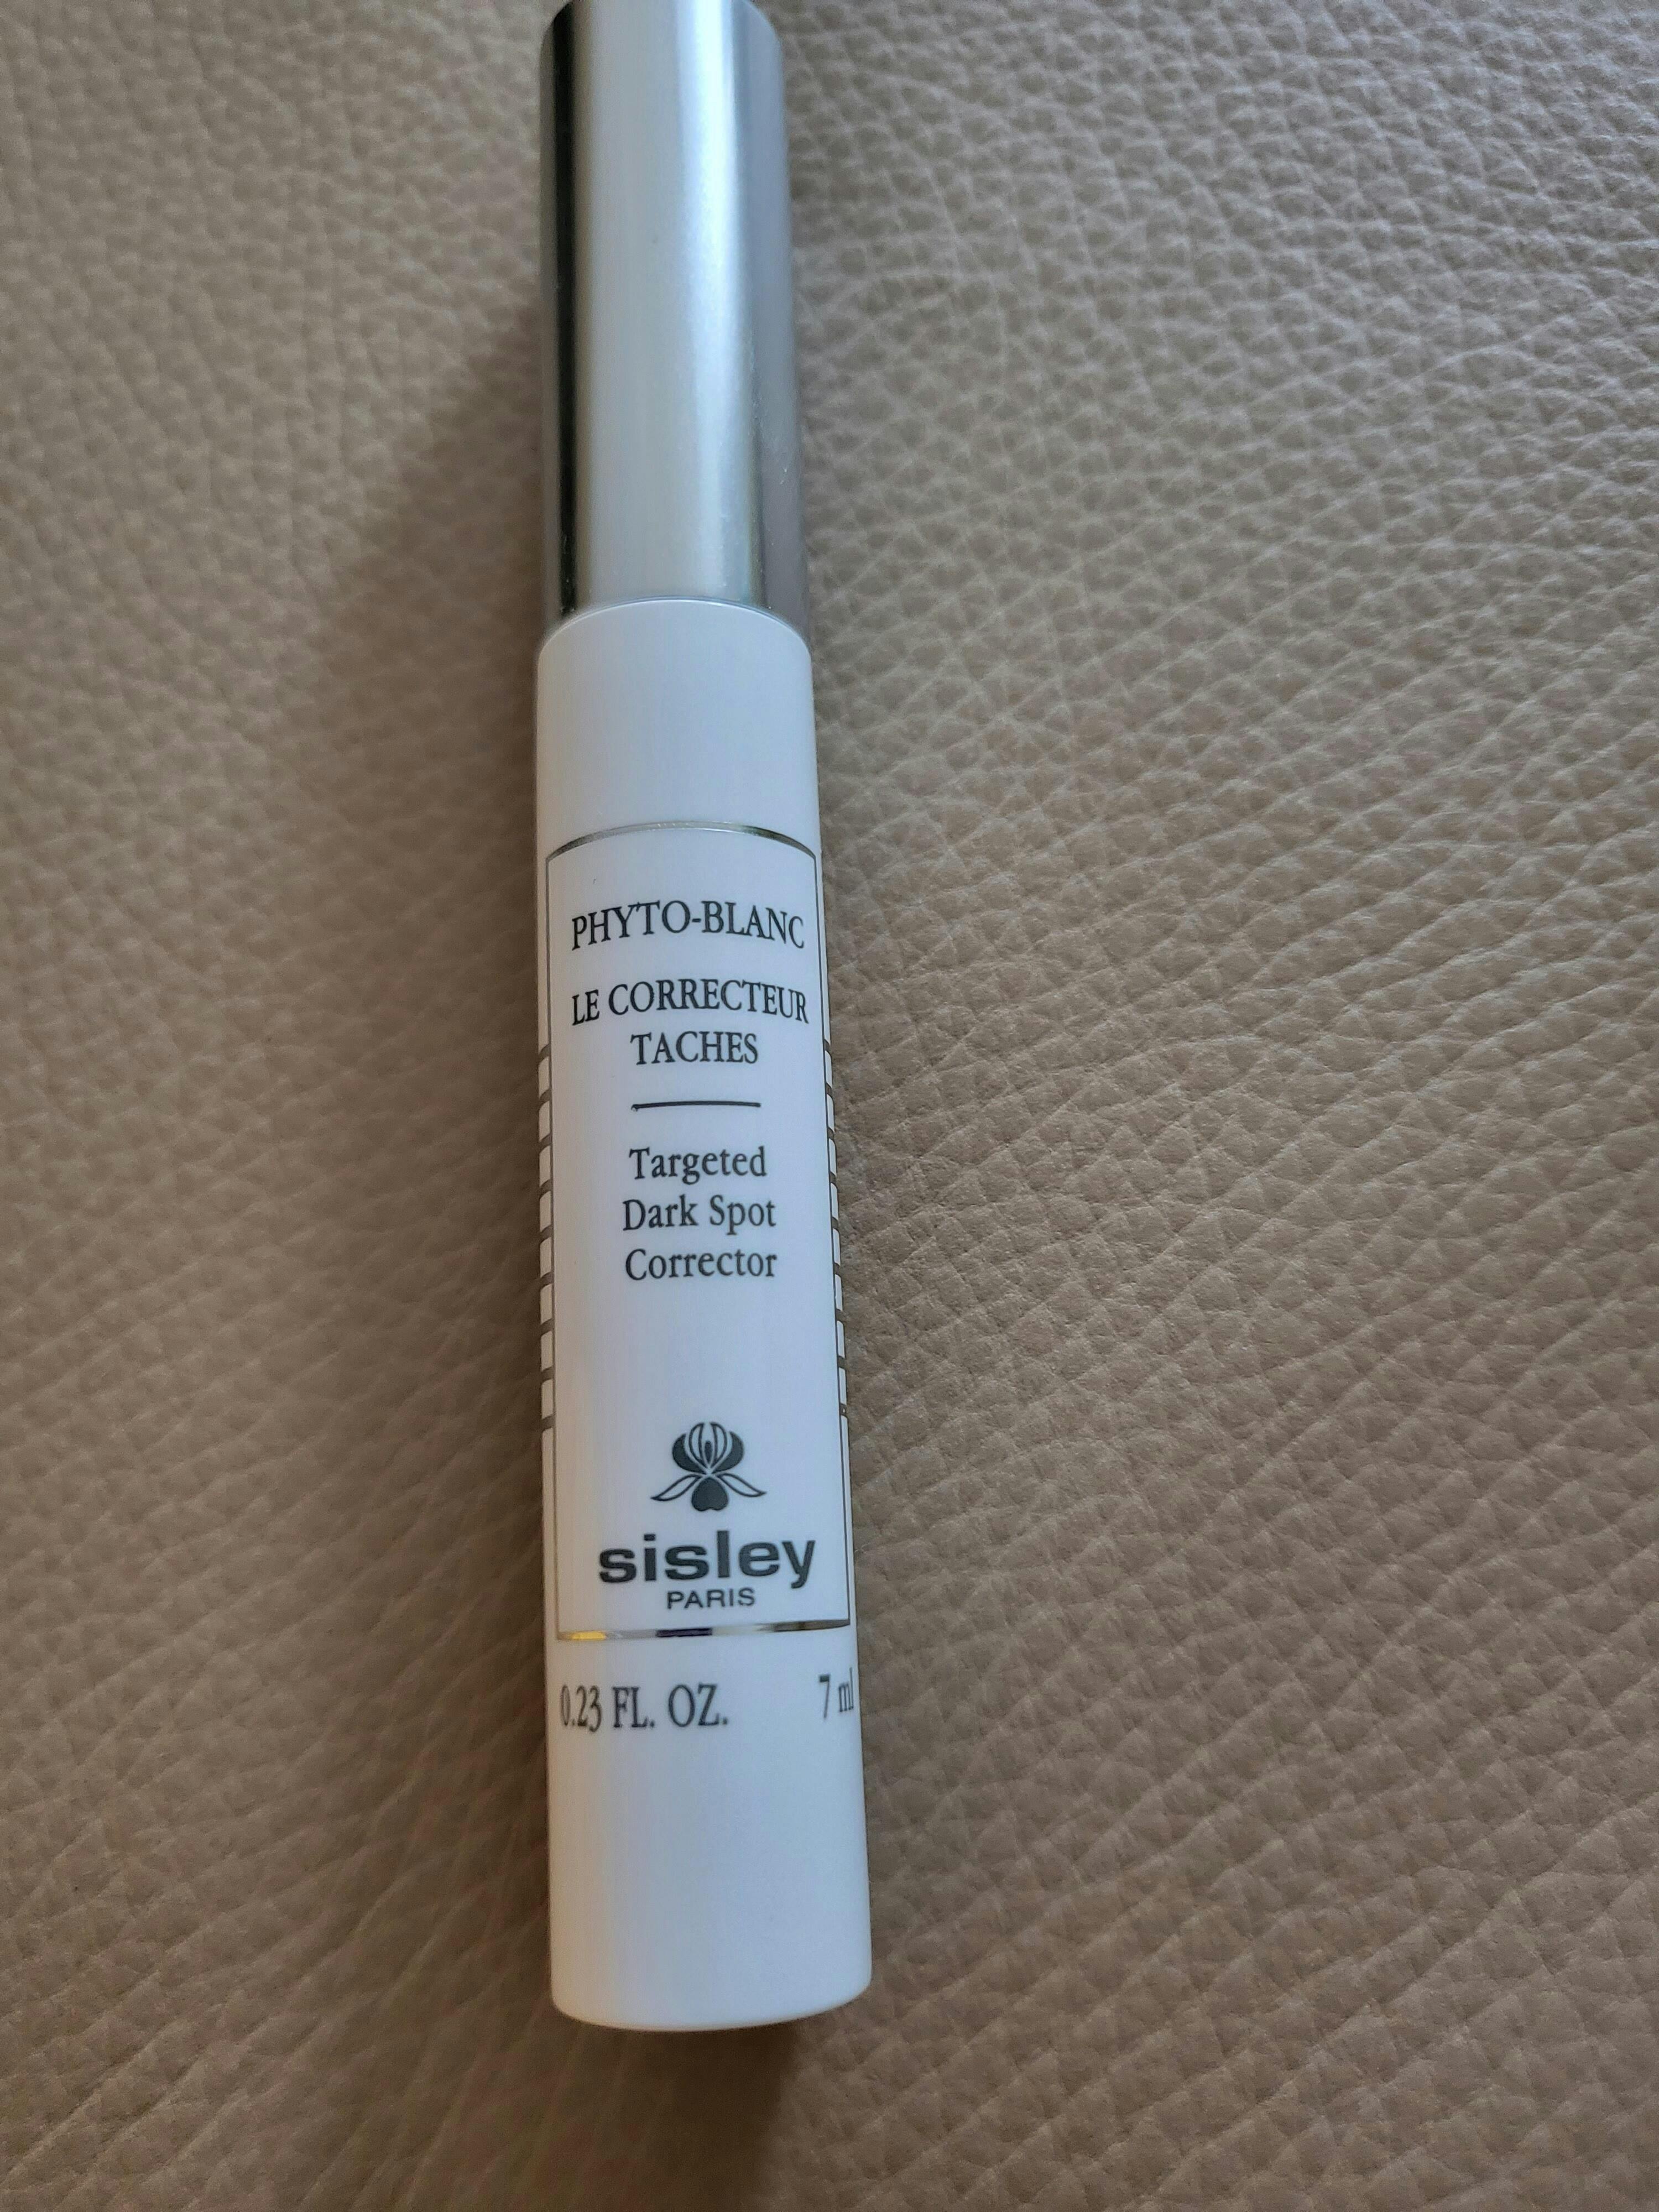 PHYTO-BLANC
LE CORRECTEUR
TACHES
Targeted
Dark Spot
Corrector
sisley
PARIS
0.23 FL. OZ. 7 ml